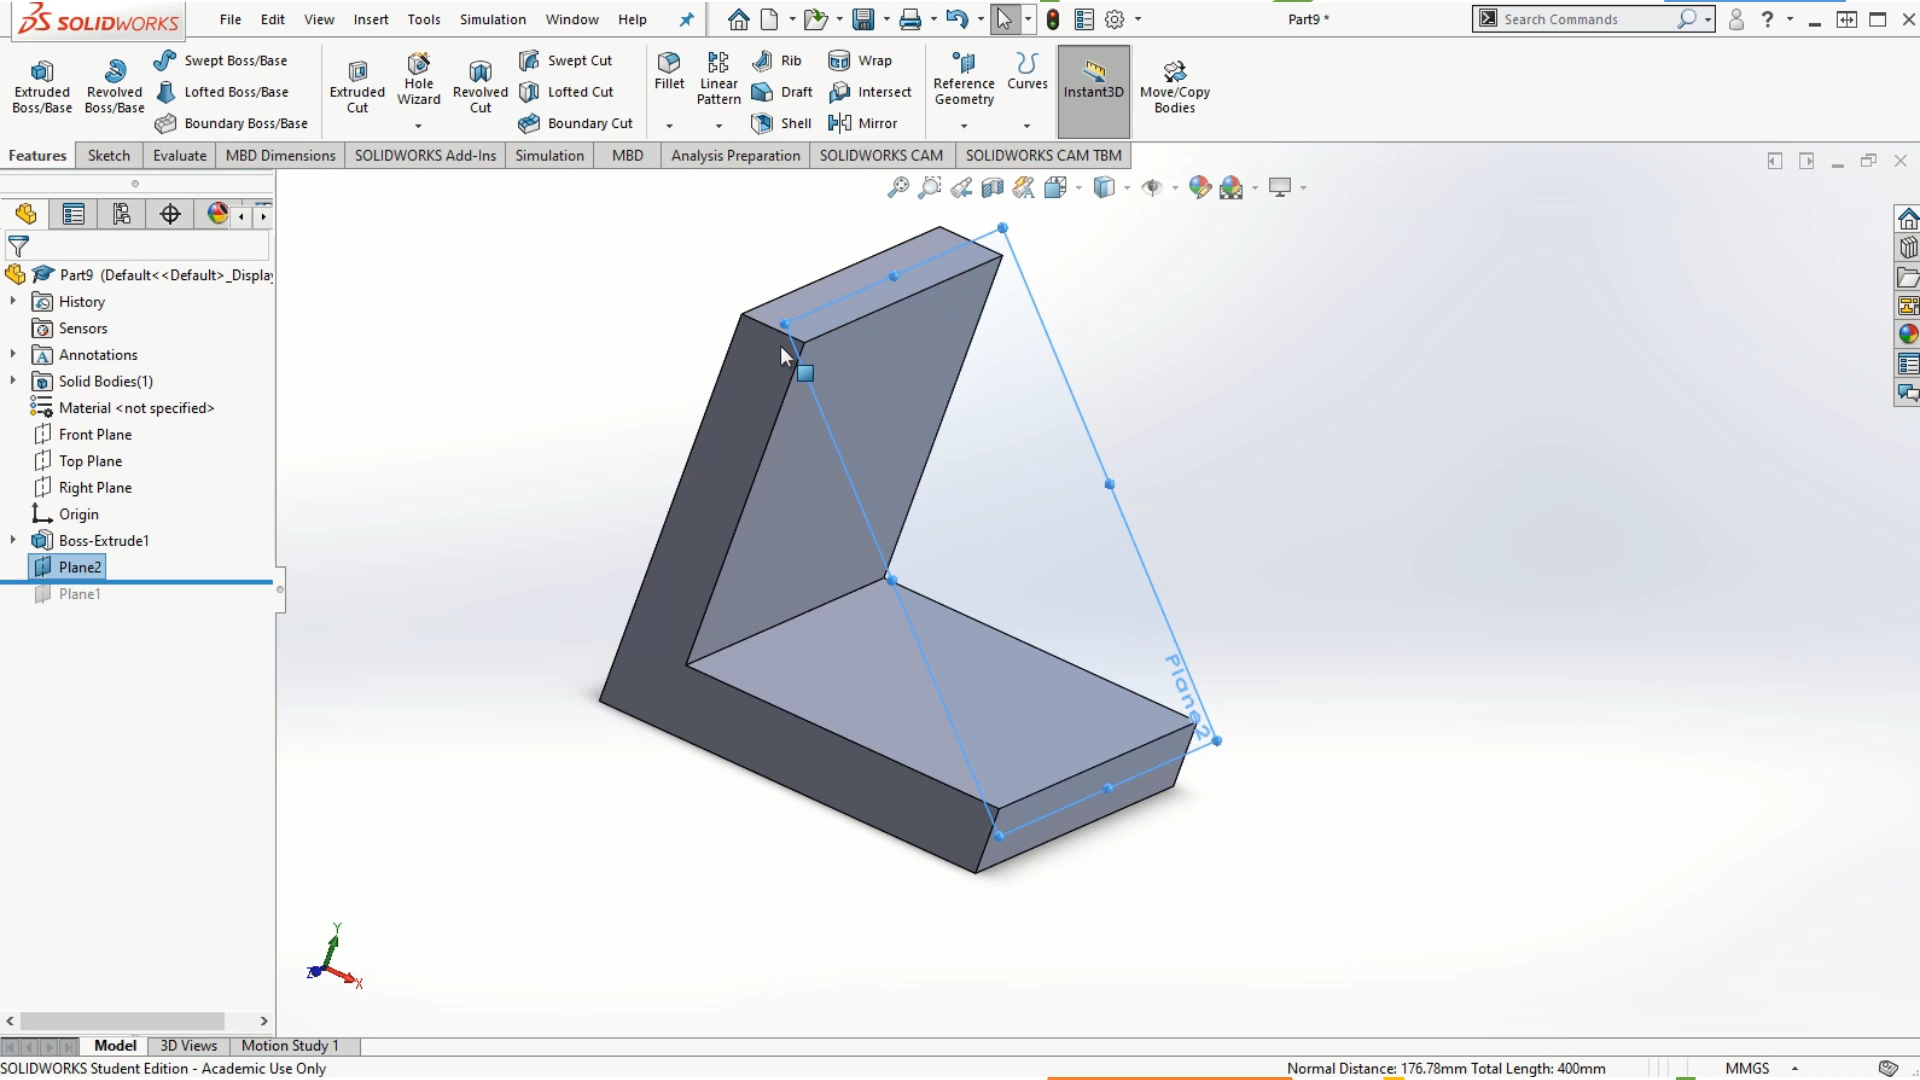 SOLIDWORKS File Edit View Insert Tools Simulation Window Help Part9 * Search Commands ?
Extruded Boss/Base
Revolved Boss/Base
Swept Boss/Base
Lofted Boss/Base
Boundary Boss/Base
Extruded Cut
Hole Wizard
Revolved Cut
Swept Cut
Lofted Cut
Boundary Cut
Fillet
Linear Pattern
Rib
Draft
Shell
Wrap
Intersect
Mirror
Reference Geometry
Curves
Instant3D
Move/Copy Bodies
Features Sketch Evaluate MBD Dimensions SOLIDWORKS Add-Ins Simulation MBD Analysis Preparation SOLIDWORKS CAM SOLIDWORKS CAM TBM
Part9 (Default<<Default>_Display
History
Sensors
Annotations
Solid Bodies(1)
Material <not specified>
Front Plane
Top Plane
Right Plane
Origin
Boss-Extrude1
Plane2
Plane1
Plane2
Y
Z
X
Model 3D Views Motion Study 1
SOLIDWORKS Student Edition - Academic Use Only Normal Distance: 176.78mm Total Length: 400mm MMGS